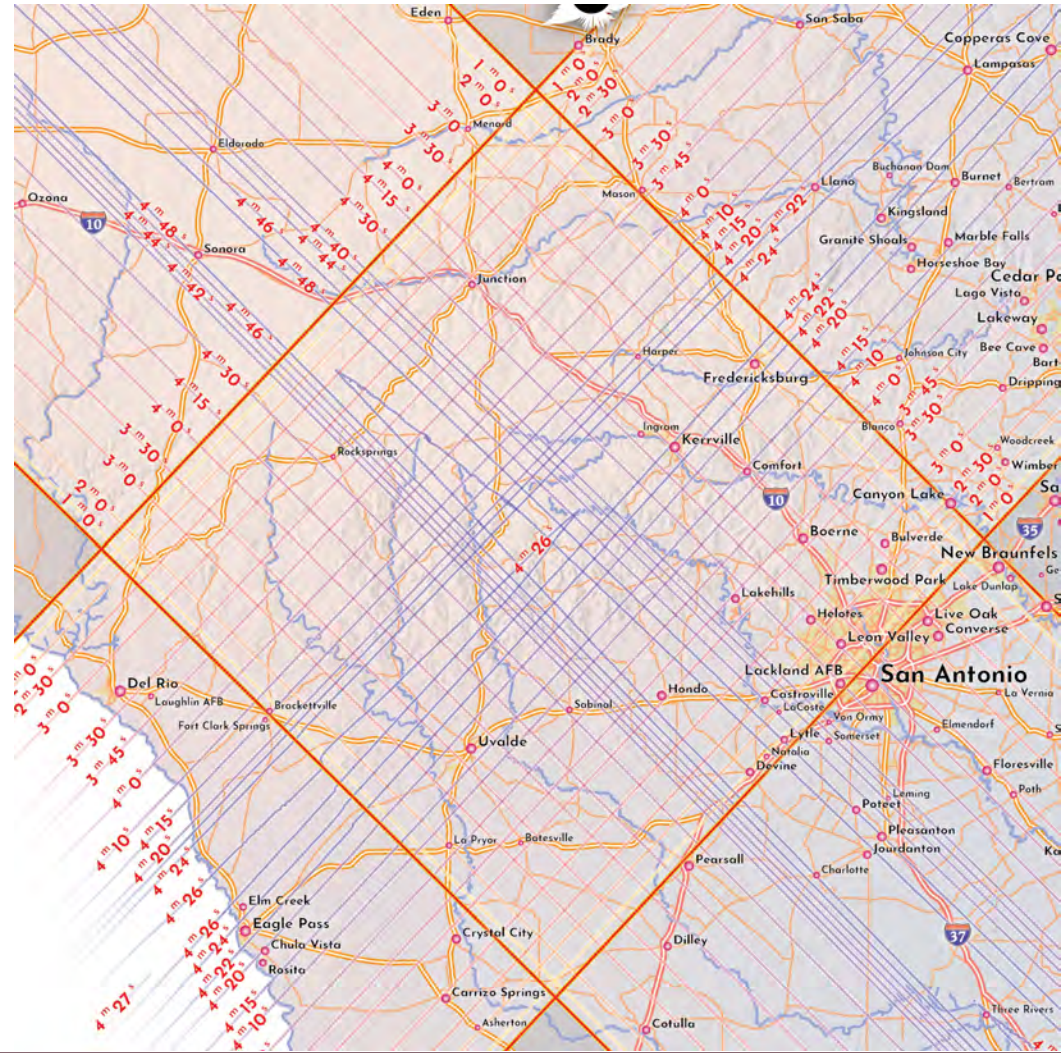 Eden
San Saba
Brady
Copperas Cove
Lampasas
1m 0s
2m 0s
3m 0s
3m 30s
4m 0s
4m 15s
4m 30s
4m 40s
4m 44s
4m 48s
1m 0s
2m 0s
2m 30s
3m 0s
3m 30s
3m 45s
4m 0s
4m 10s
4m 15s
4m 20s
4m 22s
4m 24s
Menard
Eldorado
Mason
Buchanan Dam
Llano
Burnet
Bertram
Ozona
10
4m 48s
4m 44s
4m 42s
4m 46s
4m 46s
Kingsland
Granite Shoals
Marble Falls
Horseshoe Bay
Sonora
Junction
Cedar Pa
Lago Vista
Lakeway
Bee Cave
Bart
4m 24s
4m 22s
4m 20s
4m 15s
4m 10s
4m 0s
3m 45s
3m 30s
3m 0s
2m 30s
2m 0s
1m 0s
Harper
Johnson City
Fredericksburg
Dripping
4m 30s
4m 15s
4m 0s
3m 30s
3m 0s
2m 0s
1m 0s
Ingram
Kerrville
Blanco
Woodcreek
Wimber
Rocksprings
Comfort
10
Canyon Lake
Sa
35
Boerne
Bulverde
New Braunfels
4m 26s
Timberwood Park
Lake Dunlap
Ge
Lakehills
Helotes
Live Oak
Converse
S
Leon Valley
Lackland AFB
San Antonio
Del Rio
Laughlin AFB
Brackettville
Fort Clark Springs
Sabinal
Hondo
Castroville
LaCoste
La Vernia
Von Ormy
Elmendorf
S
Uvalde
Lytle
Somerset
Natalia
Devine
Floresville
Leming
Poth
Poteet
2m 0s
2m 30s
3m 0s
3m 30s
3m 45s
4m 0s
4m 10s
4m 15s
4m 20s
4m 24s
4m 26s
4m 26s
4m 24s
4m 22s
4m 20s
4m 27s
4m 15s
4m 10s
La Pryor
Batesville
Pleasanton
Jourdanton
Ka
Pearsall
Charlotte
Elm Creek
Eagle Pass
Chula Vista
Rosita
Crystal City
Dilley
37
Carrizo Springs
Asherton
Cotulla
Three Rivers